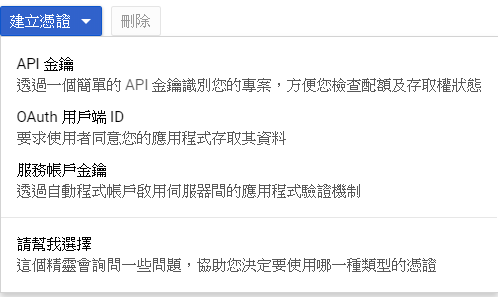 建立憑證 刪除
API 金鑰
透過一個簡單的 API 金鑰識別您的專案，方便您檢查配額及存取權狀態
OAuth 用戶端 ID
要求使用者同意您的應用程式存取其資料
服務帳戶金鑰
透過自動程式帳戶啟用伺服器間的應用程式驗證機制
請幫我選擇
這個精靈會詢問一些問題，協助您決定要使用哪一種類型的憑證